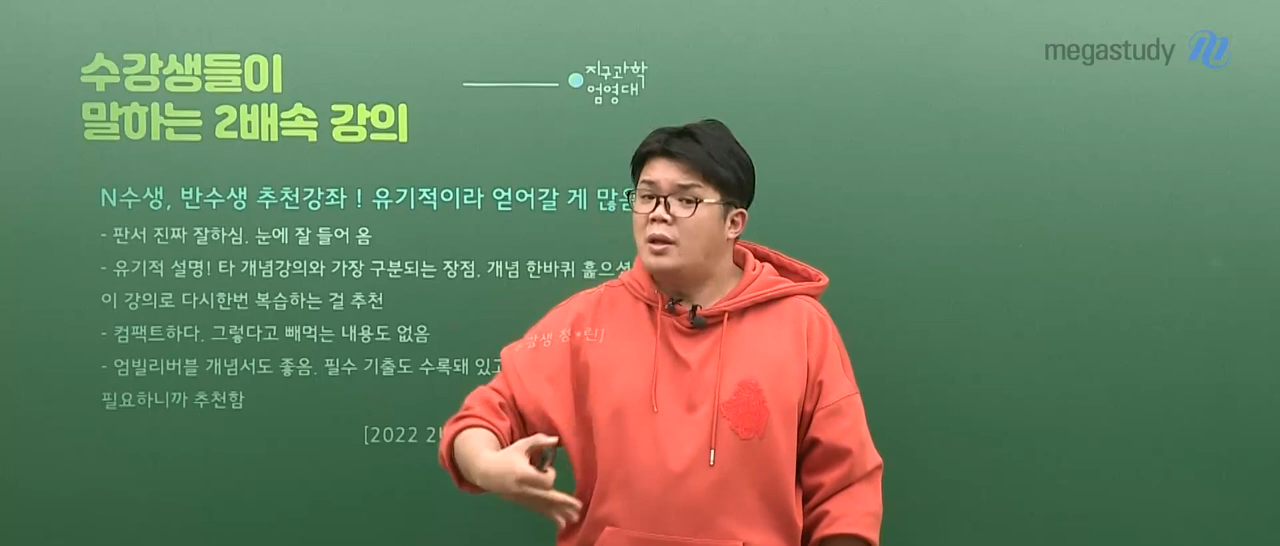 megastudy
수강생들이
말하는 2배속 강의
지구과학
엄영대
N수생, 반수생 추천강좌 ! 유기적이라 얻어갈 게 많음
- 판서 진짜 잘하심. 눈에 잘 들어 옴
- 유기적 설명! 타 개념강의와 가장 구분되는 장점. 개념 한바퀴 훑으셨
이 강의로 다시한번 복습하는 걸 추천
- 컴팩트하다. 그렇다고 빼먹는 내용도 없음
- 엄빌리버블 개념서도 좋음. 필수 기출도 수록돼 있고
필요하니까 추천함
[2022 2